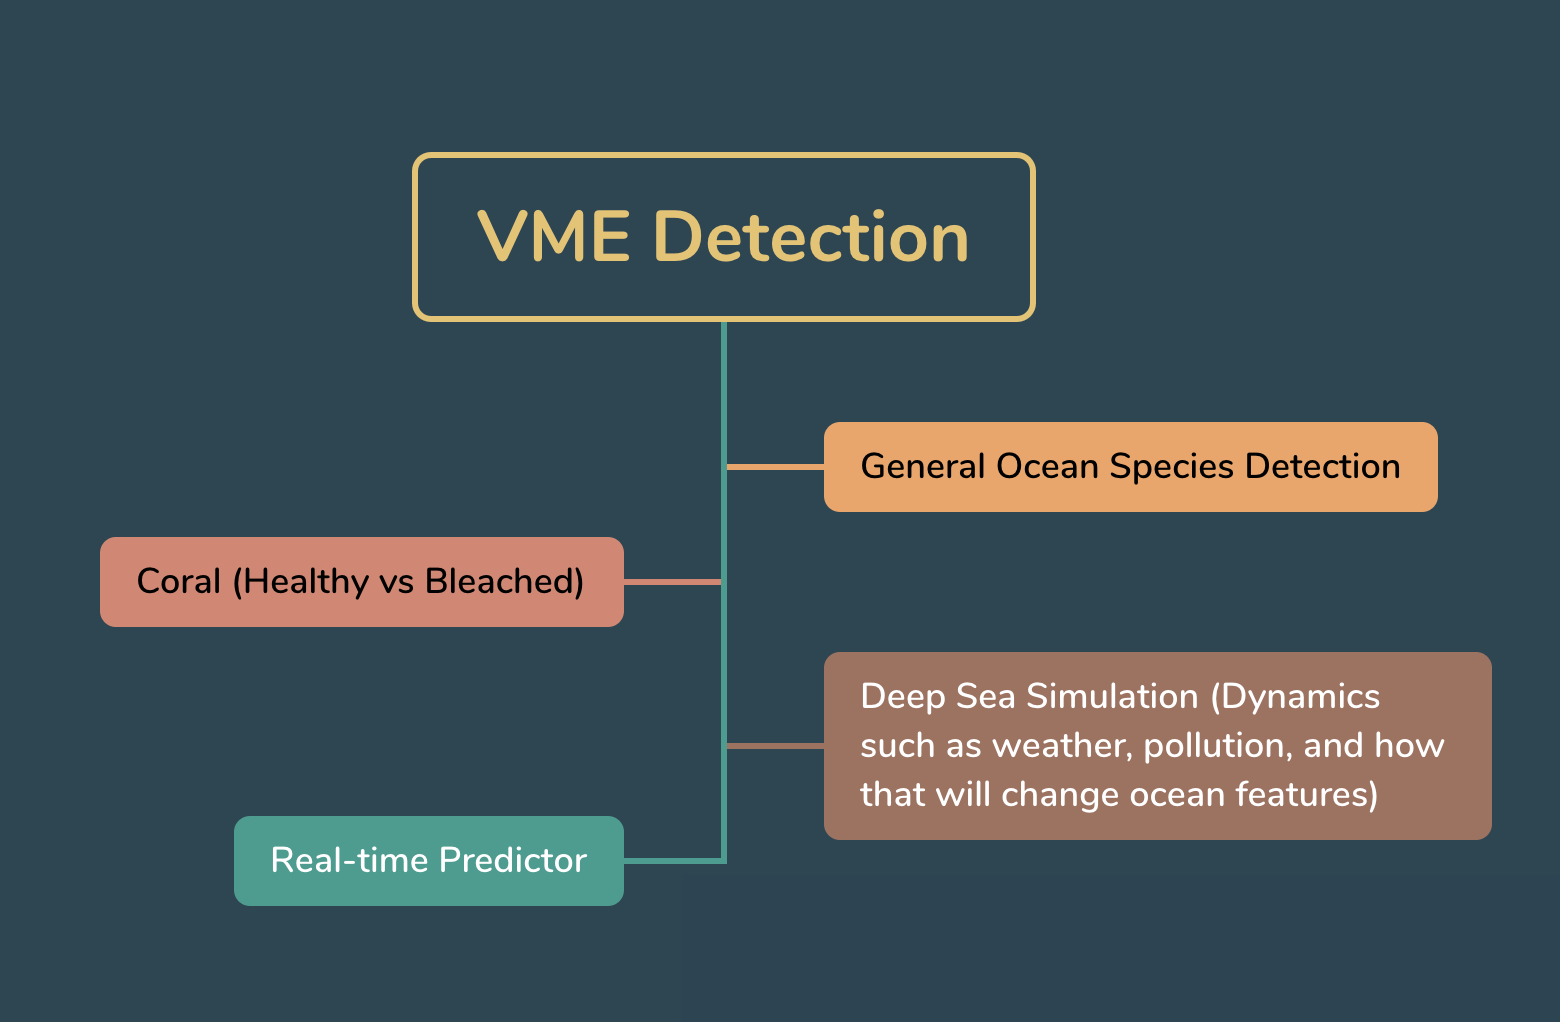 VME Detection
General Ocean Species Detection
Coral (Healthy vs Bleached)
Deep Sea Simulation (Dynamics
such as weather, pollution, and how
that will change ocean features)
Real-time Predictor